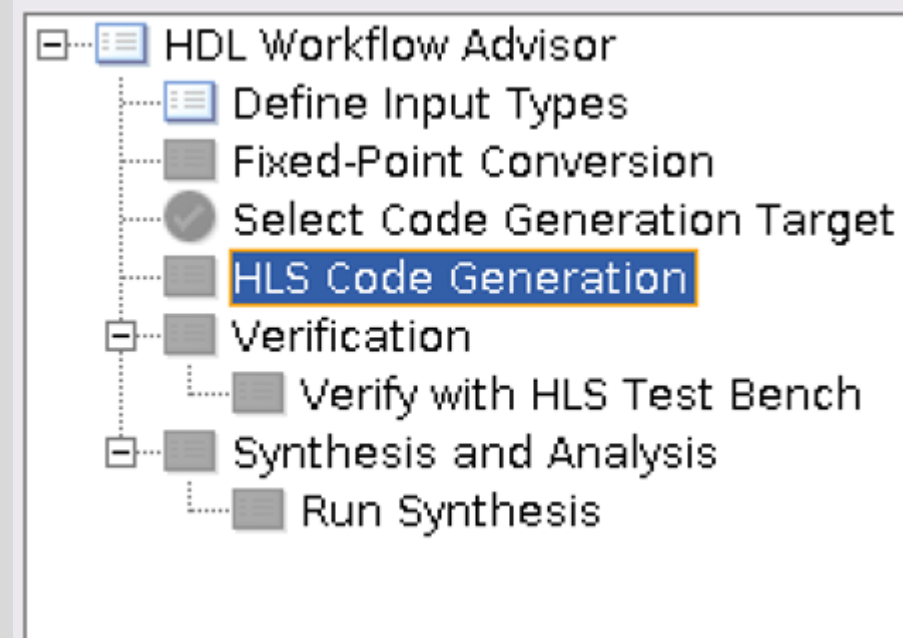 HDL Workflow Advisor
Define Input Types
Fixed-Point Conversion
Select Code Generation Target
HLS Code Generation
Verification
Verify with HLS Test Bench
Synthesis and Analysis
Run Synthesis